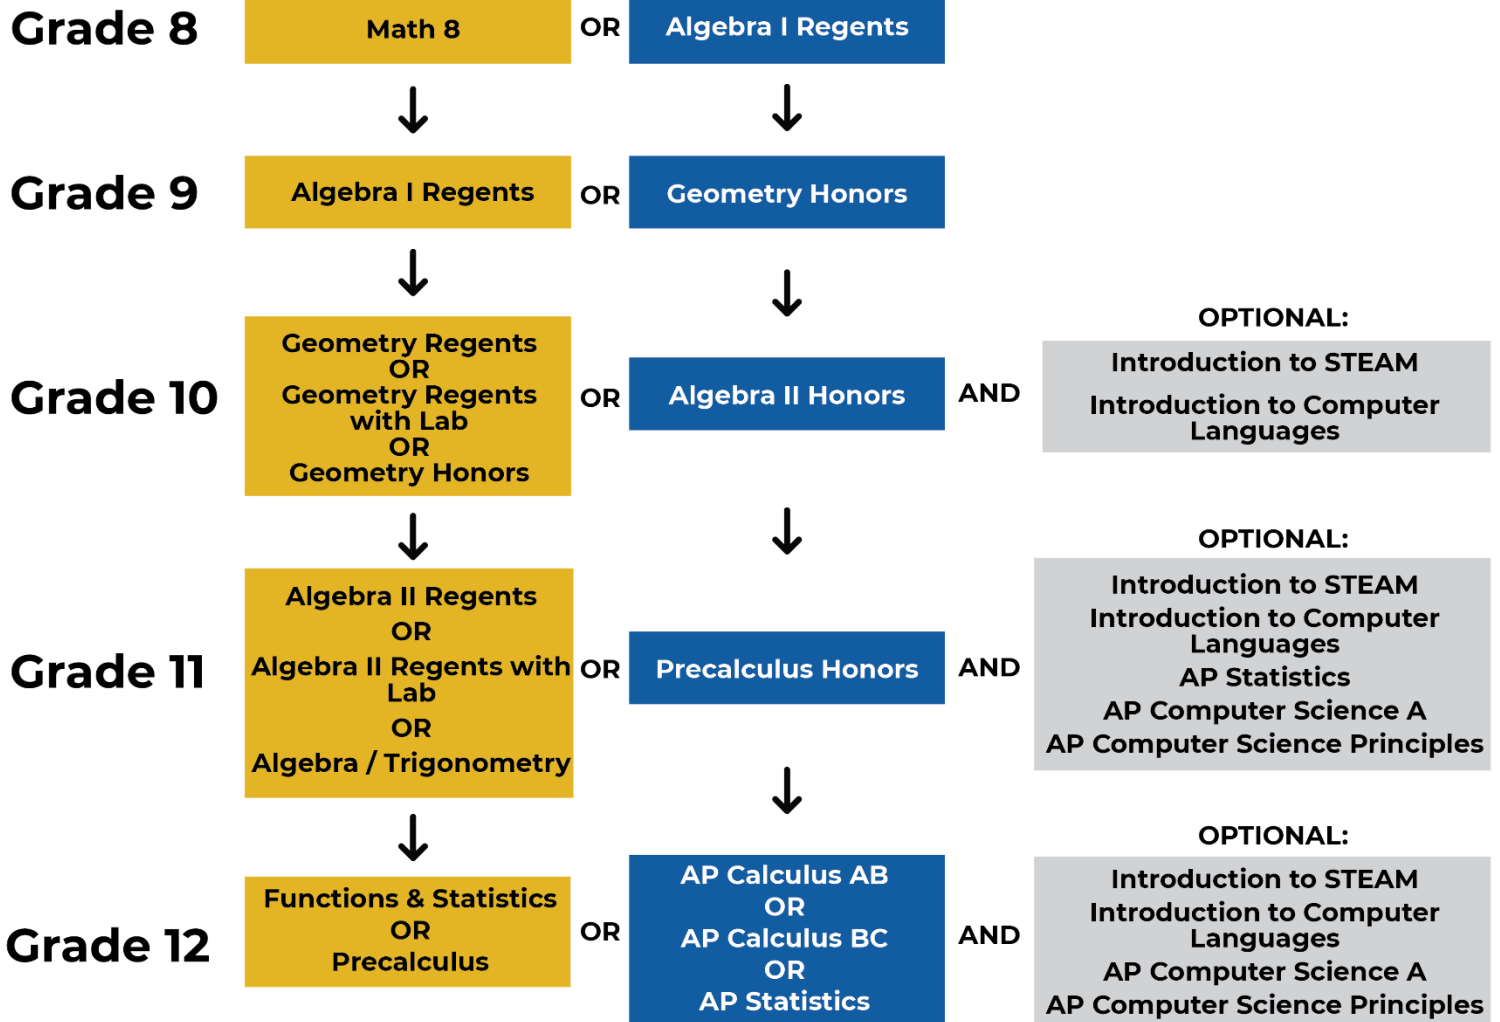 Grade 8
Math 8
OR
Algebra I Regents
Grade 9
Algebra I Regents
OR
Geometry Honors
Grade 10
Geometry Regents
OR
Geometry Regents
with Lab
OR
Geometry Honors
OR
Algebra II Honors
AND
OPTIONAL:
Introduction to STEAM
Introduction to Computer
Languages
Grade 11
Algebra II Regents
OR
Algebra II Regents with
Lab
OR
Algebra / Trigonometry
OR
Precalculus Honors
AND
OPTIONAL:
Introduction to STEAM
Introduction to Computer
Languages
AP Statistics
AP Computer Science A
AP Computer Science Principles
Grade 12
Functions & Statistics
OR
Precalculus
OR
AP Calculus AB
OR
AP Calculus BC
OR
AP Statistics
AND
OPTIONAL:
Introduction to STEAM
Introduction to Computer
Languages
AP Computer Science A
AP Computer Science Principles